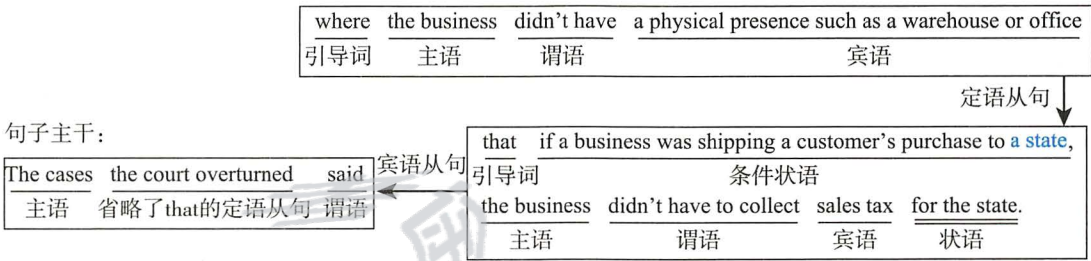 where the business didn't have a physical presence such as a warehouse or office
引导词 主语 谓语 宾语
定语从句
句子主干：
that if a business was shipping a customer's purchase to a state,
The cases the court overturned said 宾语从句 引导词 条件状语
主语 省略了that的定语从句 谓语 the business didn't have to collect sales tax for the state.
主语 谓语 宾语 状语